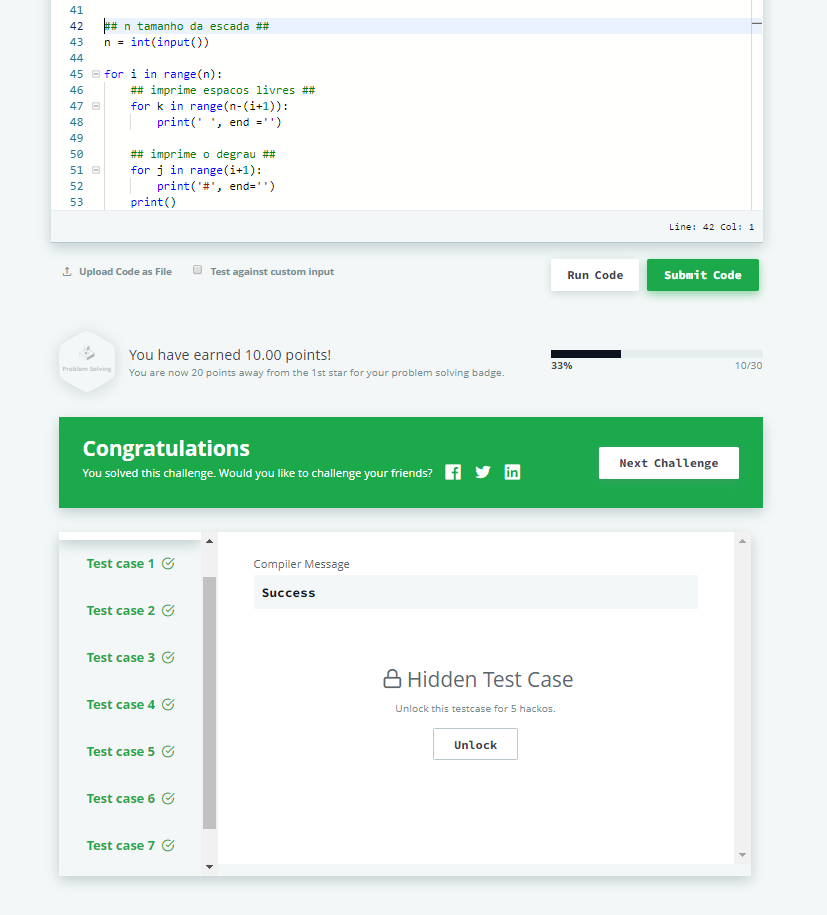 41
42 ## n tamanho da escada ##
43 n = int(input())
44
45 for i in range(n):
46 ## imprime espacos livres ##
47 for k in range(n-(i+1)):
48 print(' ', end ='')
49
50 ## imprime o degrau ##
51 for j in range(i+1):
52 print('#', end='')
53 print()
Line: 42 Col: 1
Upload Code as File Test against custom input Run Code Submit Code
Problem Solving
You have earned 10.00 points!
You are now 20 points away from the 1st star for your problem solving badge.
33% 10/30
Congratulations
You solved this challenge. Would you like to challenge your friends?
Next Challenge
Test case 1
Test case 2
Test case 3
Test case 4
Test case 5
Test case 6
Test case 7
Compiler Message
Success
Hidden Test Case
Unlock this testcase for 5 hackos.
Unlock